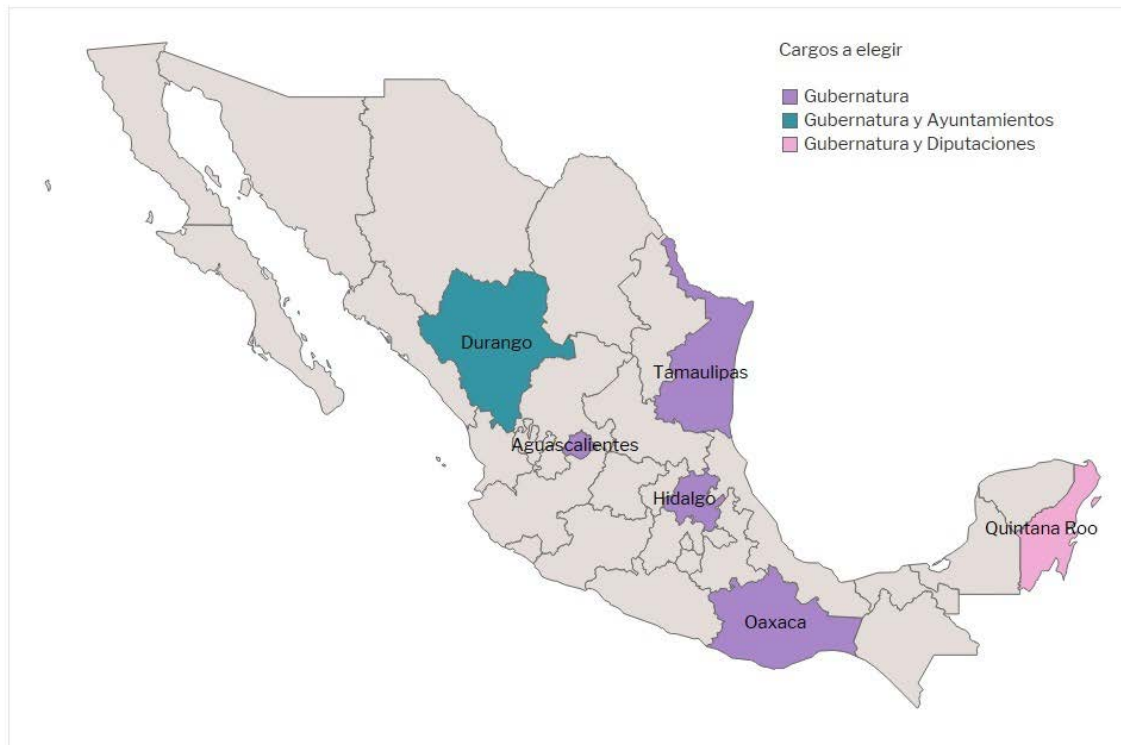 Cargos a elegir
Gubernatura
Gubernatura y Ayuntamientos
Gubernatura y Diputaciones
Durango
Tamaulipas
Aguascalientes
Hidalgo
Quintana Roo
Oaxaca